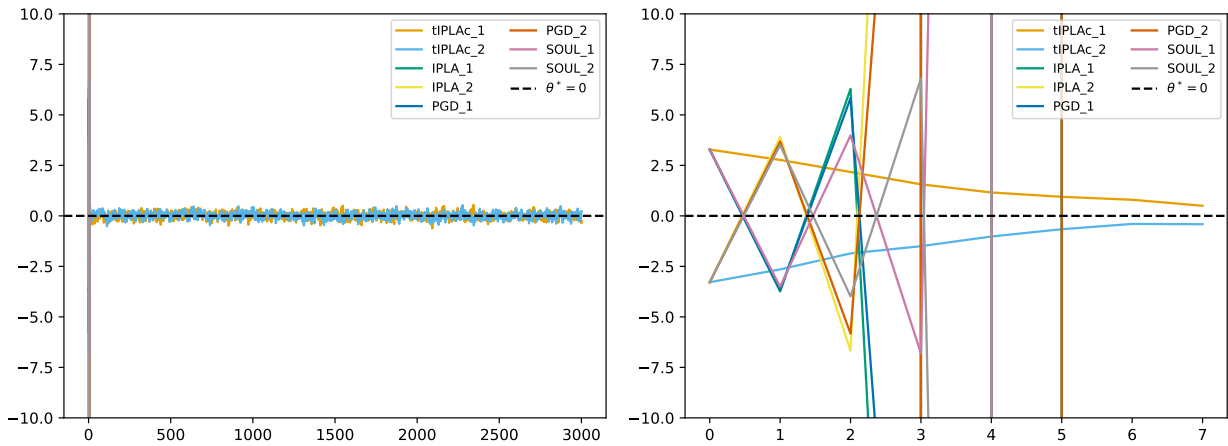 10.0
7.5
5.0
2.5
0.0
−2.5
−5.0
−7.5
−10.0
0 500 1000 1500 2000 2500 3000
tIPLAc_1 PGD_2
tIPLAc_2 SOUL_1
IPLA_1 SOUL_2
IPLA_2 θ* = 0
PGD_1
10.0
7.5
5.0
2.5
0.0
−2.5
−5.0
−7.5
−10.0
0 1 2 3 4 5 6 7
tIPLAc_1 PGD_2
tIPLAc_2 SOUL_1
IPLA_1 SOUL_2
IPLA_2 θ* = 0
PGD_1